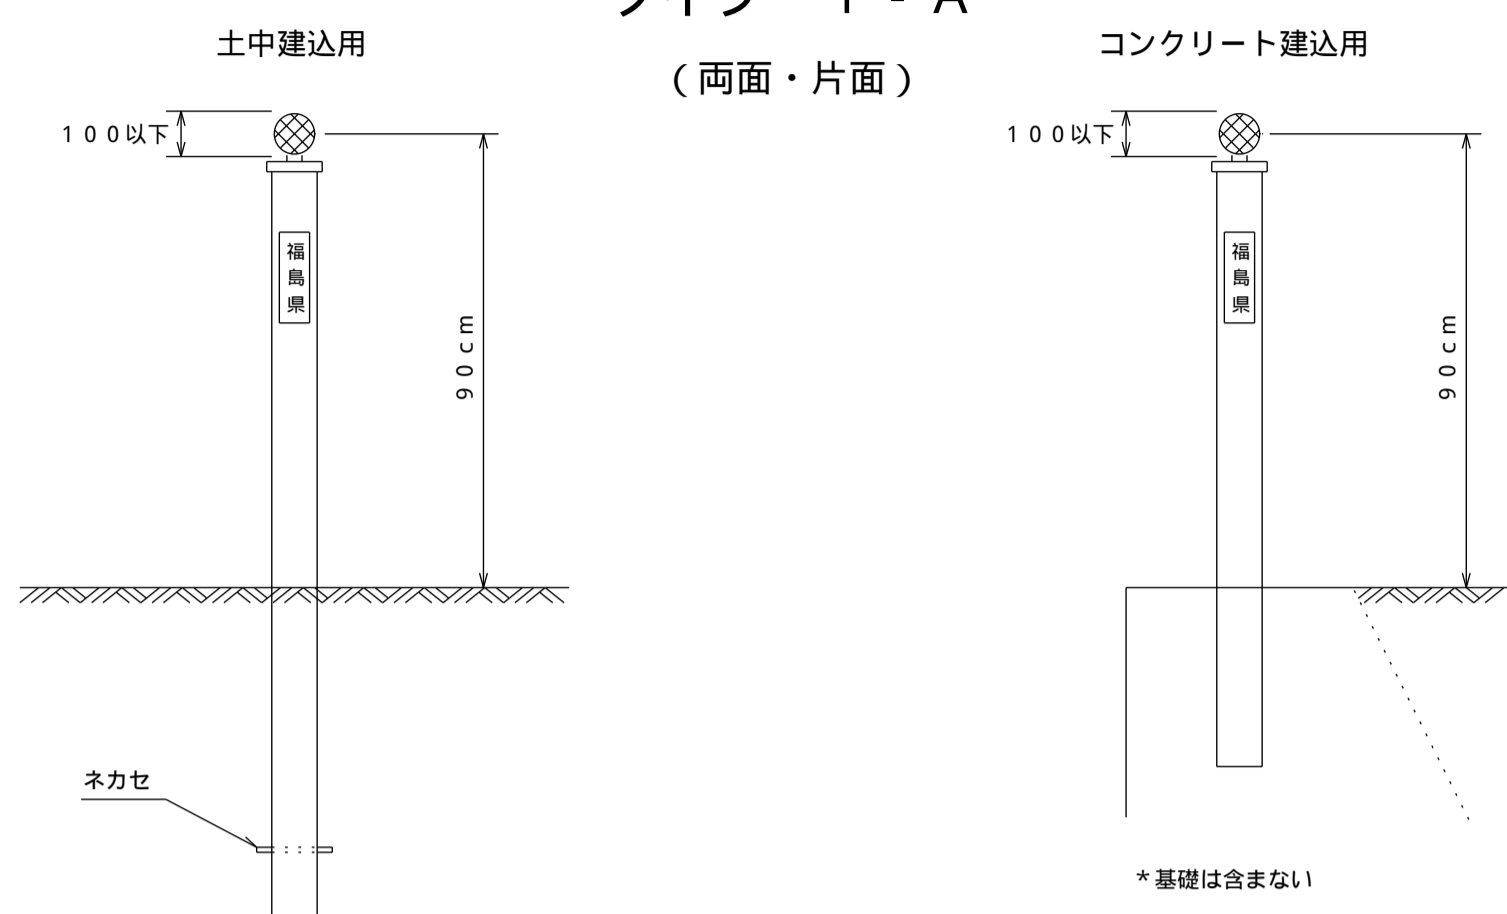 土中建込用
（両面・片面）
コンクリート建込用
１００以下
１００以下
福島県
福島県
９０ｃｍ
９０ｃｍ
ネカセ
＊基礎は含まない